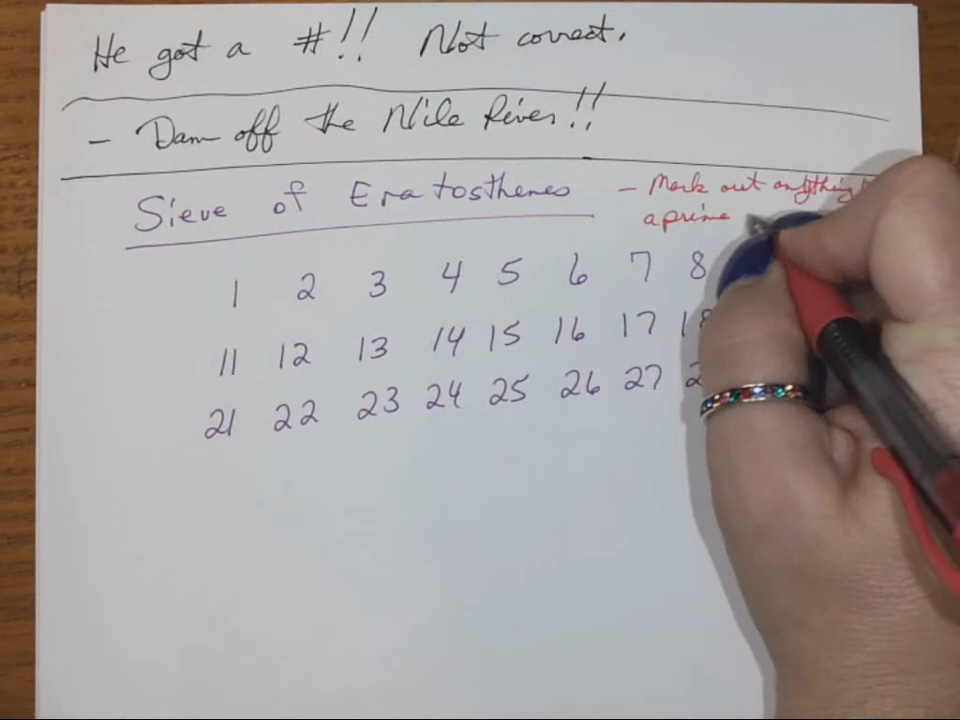 He got a #!! Not correct.
- Dam off the Nile River!!
Sieve of Eratosthenes
- Mark out anything
a prime
1 2 3 4 5 6 7 8
11 12 13 14 15 16 17 18
21 22 23 24 25 26 27 2